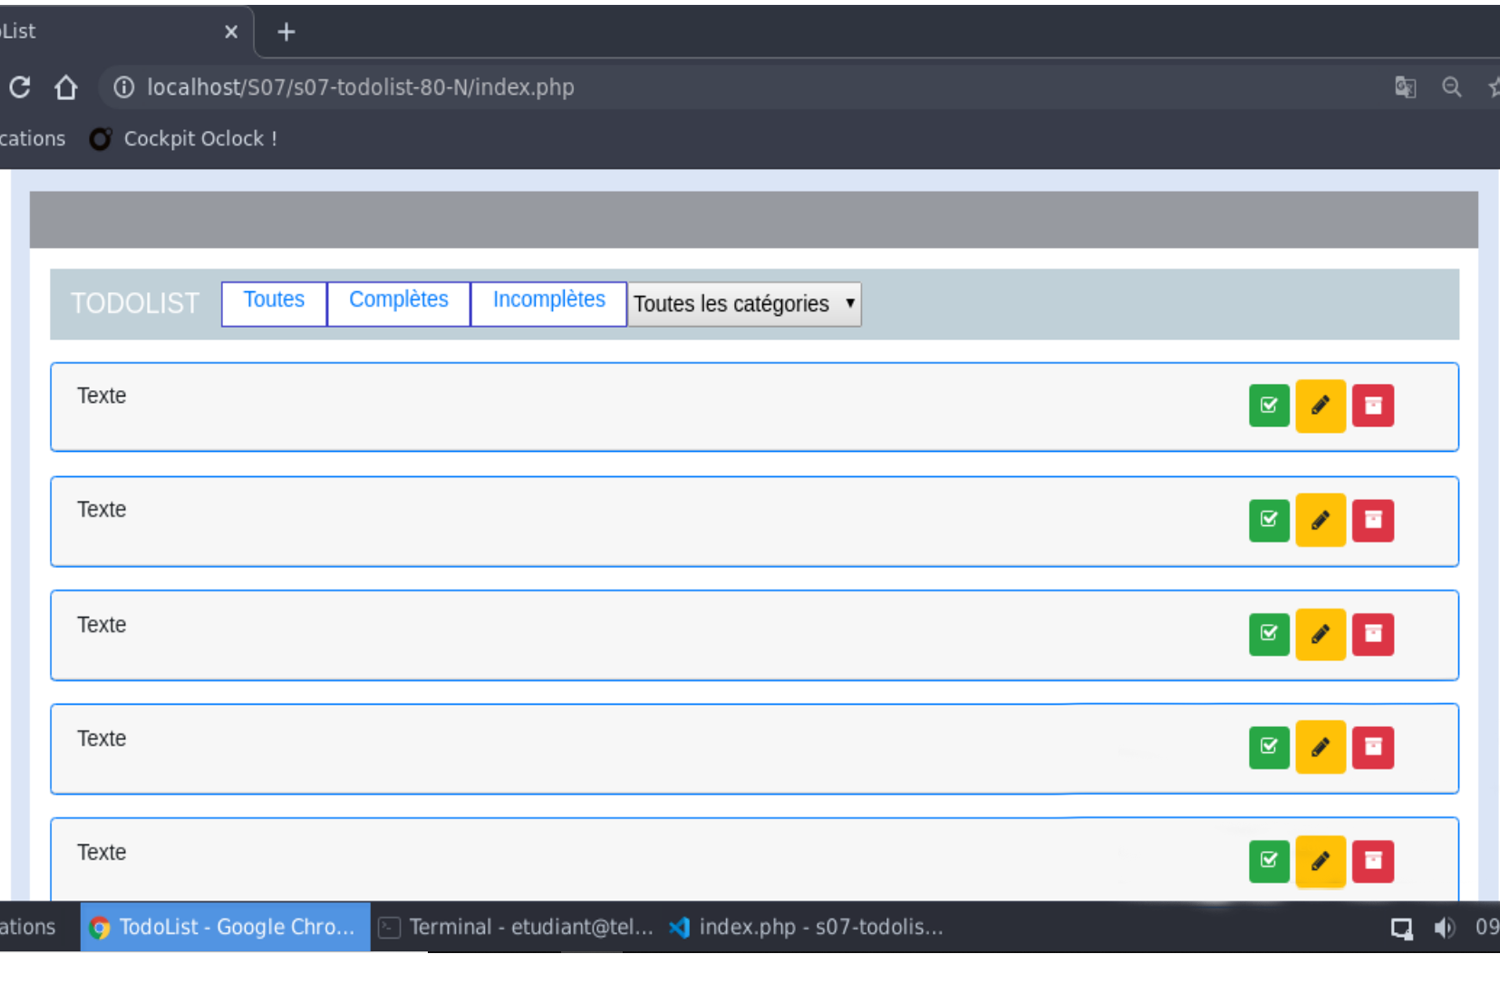 oList
localhost/S07/s07-todolist-80-N/index.php
cations Cockpit Oclock !
TODOLIST Toutes Complètes Incomplètes Toutes les catégories
Texte
Texte
Texte
Texte
Texte
ations TodoList - Google Chro... Terminal - etudiant@tel... index.php - s07-todolis... 09